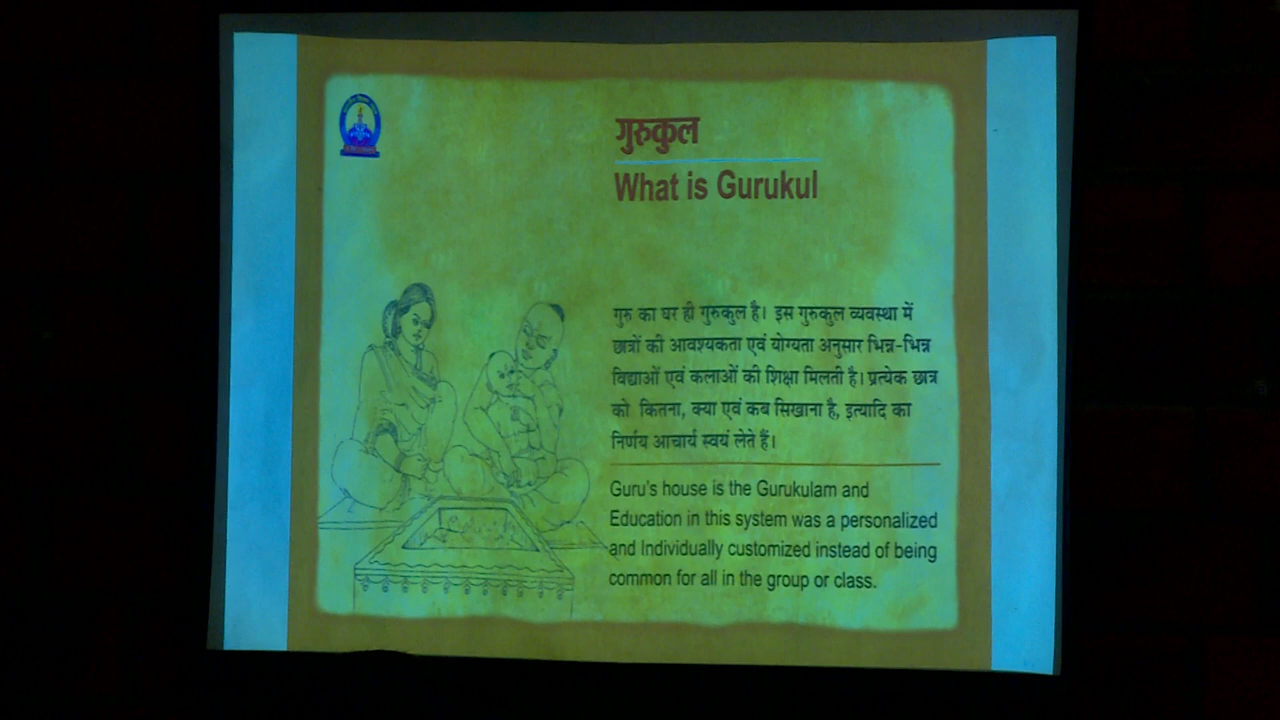 गुरुकुल
What is Gurukul
गुरु का घर ही गुरुकुल है। इस गुरुकुल व्यवस्था में
छात्रों की आवश्यकता एवं योग्यता अनुसार भिन्न-भिन्न
विद्याओं एवं कलाओं की शिक्षा मिलती है। प्रत्येक छात्र
को कितना, क्या एवं कब सिखाना है, इत्यादि का
निर्णय आचार्य स्वयं लेते हैं।
Guru's house is the Gurukulam and
Education in this system was a personalized
and Individually customized instead of being
common for all in the group or class.